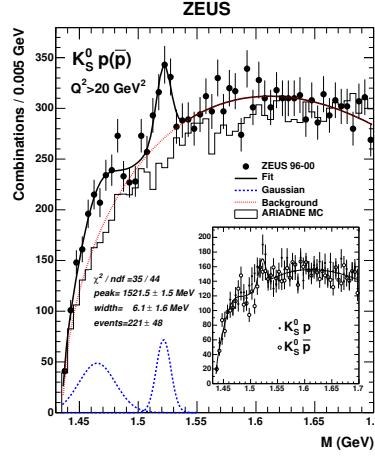 ZEUS
Combinations / 0.005 GeV
350
300
250
200
150
100
50
0
K⁰_S p(p̄)
Q²>20 GeV²
ZEUS 96-00
Fit
Gaussian
Background
ARIADNE MC
χ² / ndf =35 / 44
peak= 1521.5 ± 1.5 MeV
width= 6.1 ± 1.6 MeV
events=221 ± 48
200
180
160
140
120
100
80
60
40
20
0
K⁰_S p
K⁰_S p̄
1.45 1.5 1.55 1.6 1.65 1.7
1.45 1.5 1.55 1.6 1.65 1.
M (GeV)